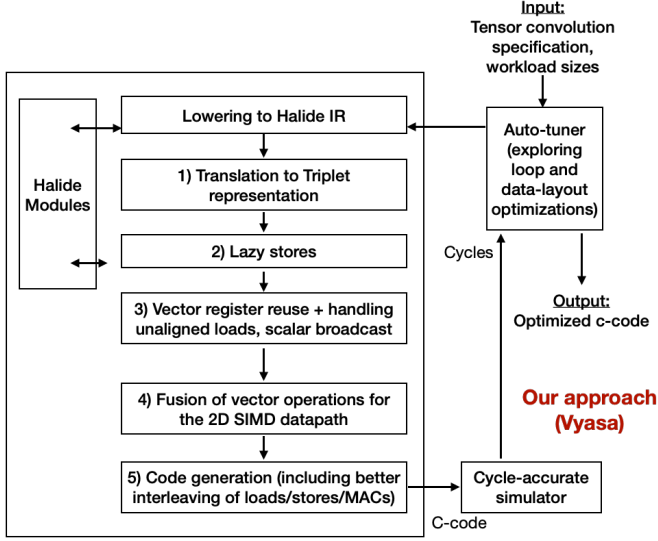 Input:
Tensor convolution
specification,
workload sizes
Lowering to Halide IR
Auto-tuner
(exploring
loop and
data-layout
optimizations)
Halide
Modules
1) Translation to Triplet
representation
2) Lazy stores
Cycles
3) Vector register reuse + handling
unaligned loads, scalar broadcast
Output:
Optimized c-code
4) Fusion of vector operations for
the 2D SIMD datapath
Our approach
(Vyasa)
5) Code generation (including better
interleaving of loads/stores/MACs)
Cycle-accurate
simulator
C-code